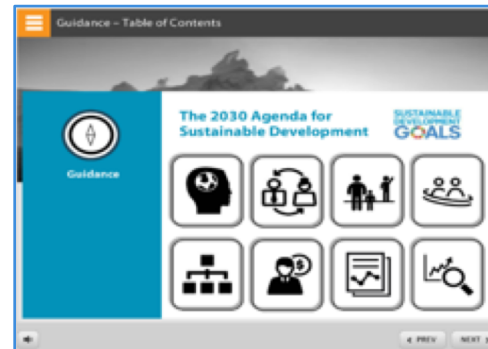 Guidance – Table of Contents
The 2030 Agenda for
Sustainable Development
SUSTAINABLE
DEVELOPMENT
GOALS
Guidance
PREV
NEXT